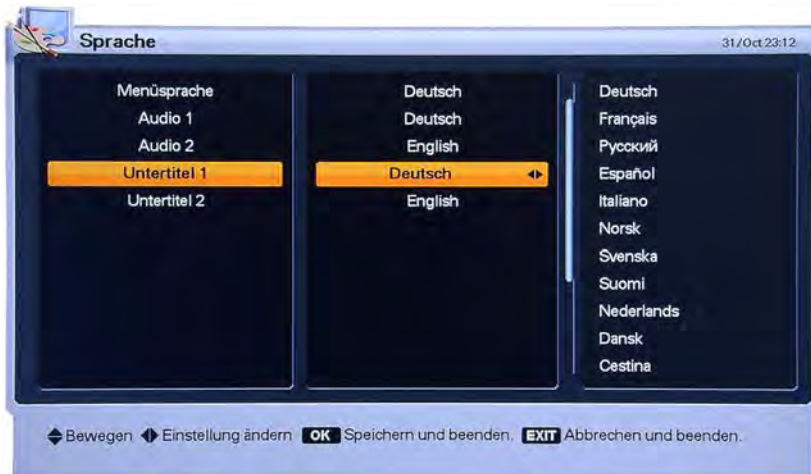 Sprache
31/Oct 23:12
Menüsprache Deutsch
Audio 1 Deutsch
Audio 2 English
Untertitel 1 Deutsch
Untertitel 2 English
Deutsch
Français
Русский
Español
Italiano
Norsk
Svenska
Suomi
Nederlands
Dansk
Cestina
Bewegen Einstellung ändern OK Speichern und beenden. EXIT Abbrechen und beenden.